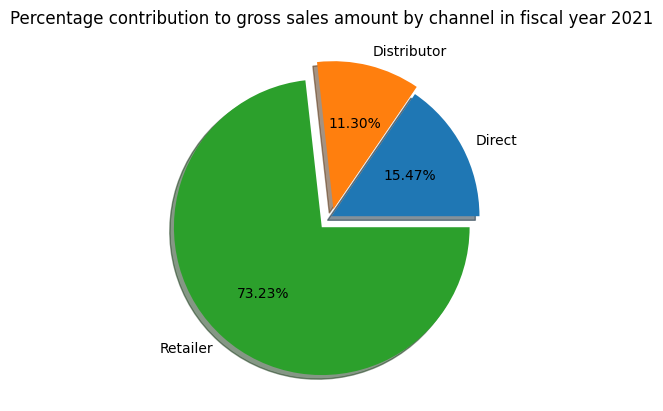 Percentage contribution to gross sales amount by channel in fiscal year 2021
Distributor
11.30%
Direct
15.47%
73.23%
Retailer